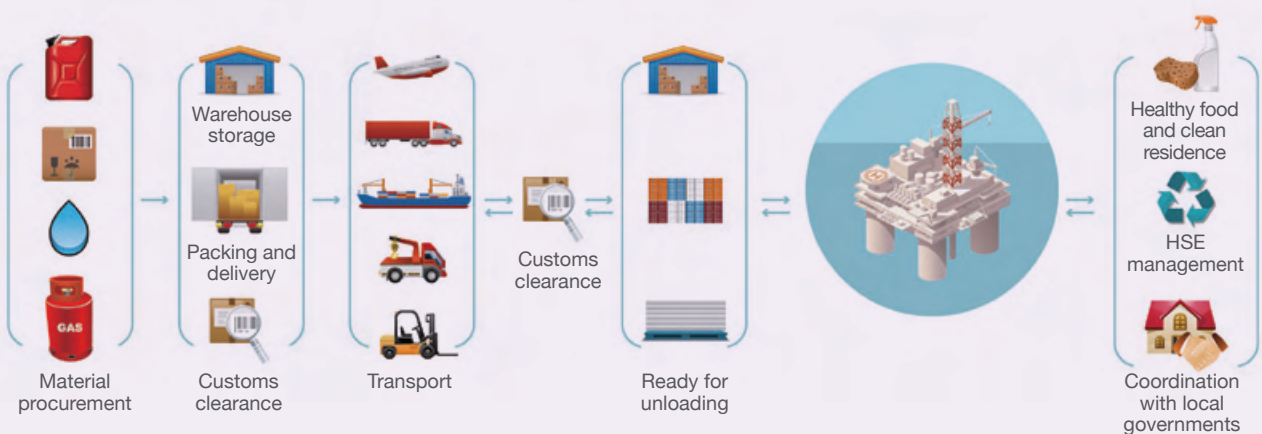 GAS
Material
procurement
Warehouse
storage
Packing and
delivery
Customs
clearance
Transport
Customs
clearance
Ready for
unloading
H
Healthy food
and clean
residence
HSE
management
Coordination
with local
governments